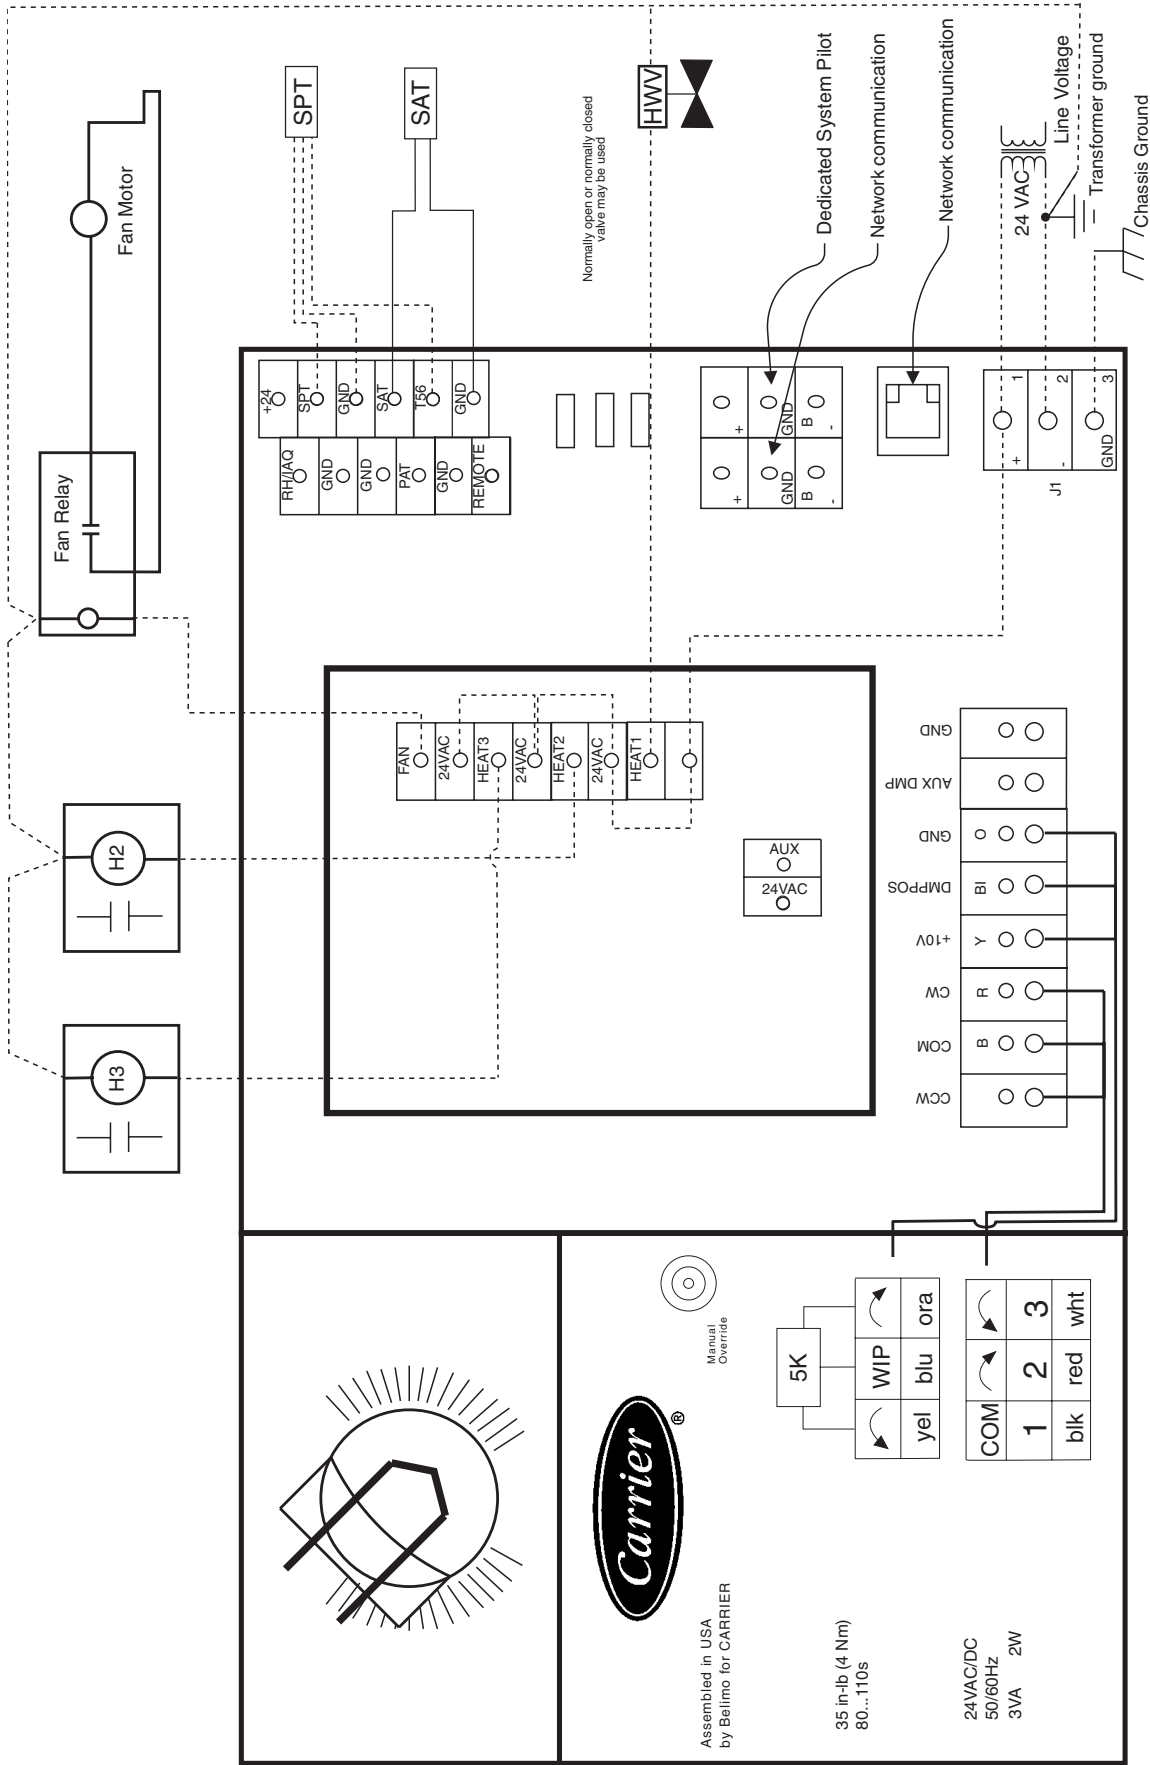 Fan Motor
Fan Relay
SPT
SAT
Normally open or normally closed
valve may be used
HWV
Dedicated System Pilot
Network communication
Network communication
24 VAC
Line Voltage
Transformer ground
Chassis Ground
+24
SPT
GND
SAT
T56
GND
RH/IAQ
GND
GND
PAT
GND
REMOTE
+
GND
B
-
+
GND
B
-
1
+
2
-
3
GND
J1
FAN
24VAC
HEAT3
24VAC
HEAT2
24VAC
HEAT1
H2
H3
AUX
24VAC
GND
AUX DMP
GND
O
DMPPOS
Bl
+10V
Y
CW
R
COM
B
CCW
Manual
Override
Carrier
®
5K
WIP
yel
blu
ora
COM
1
2
3
blk
red
wht
Assembled in USA
by Belimo for CARRIER
35 in-lb (4 Nm)
80...110s
24VAC/DC
50/60Hz
3VA 2W